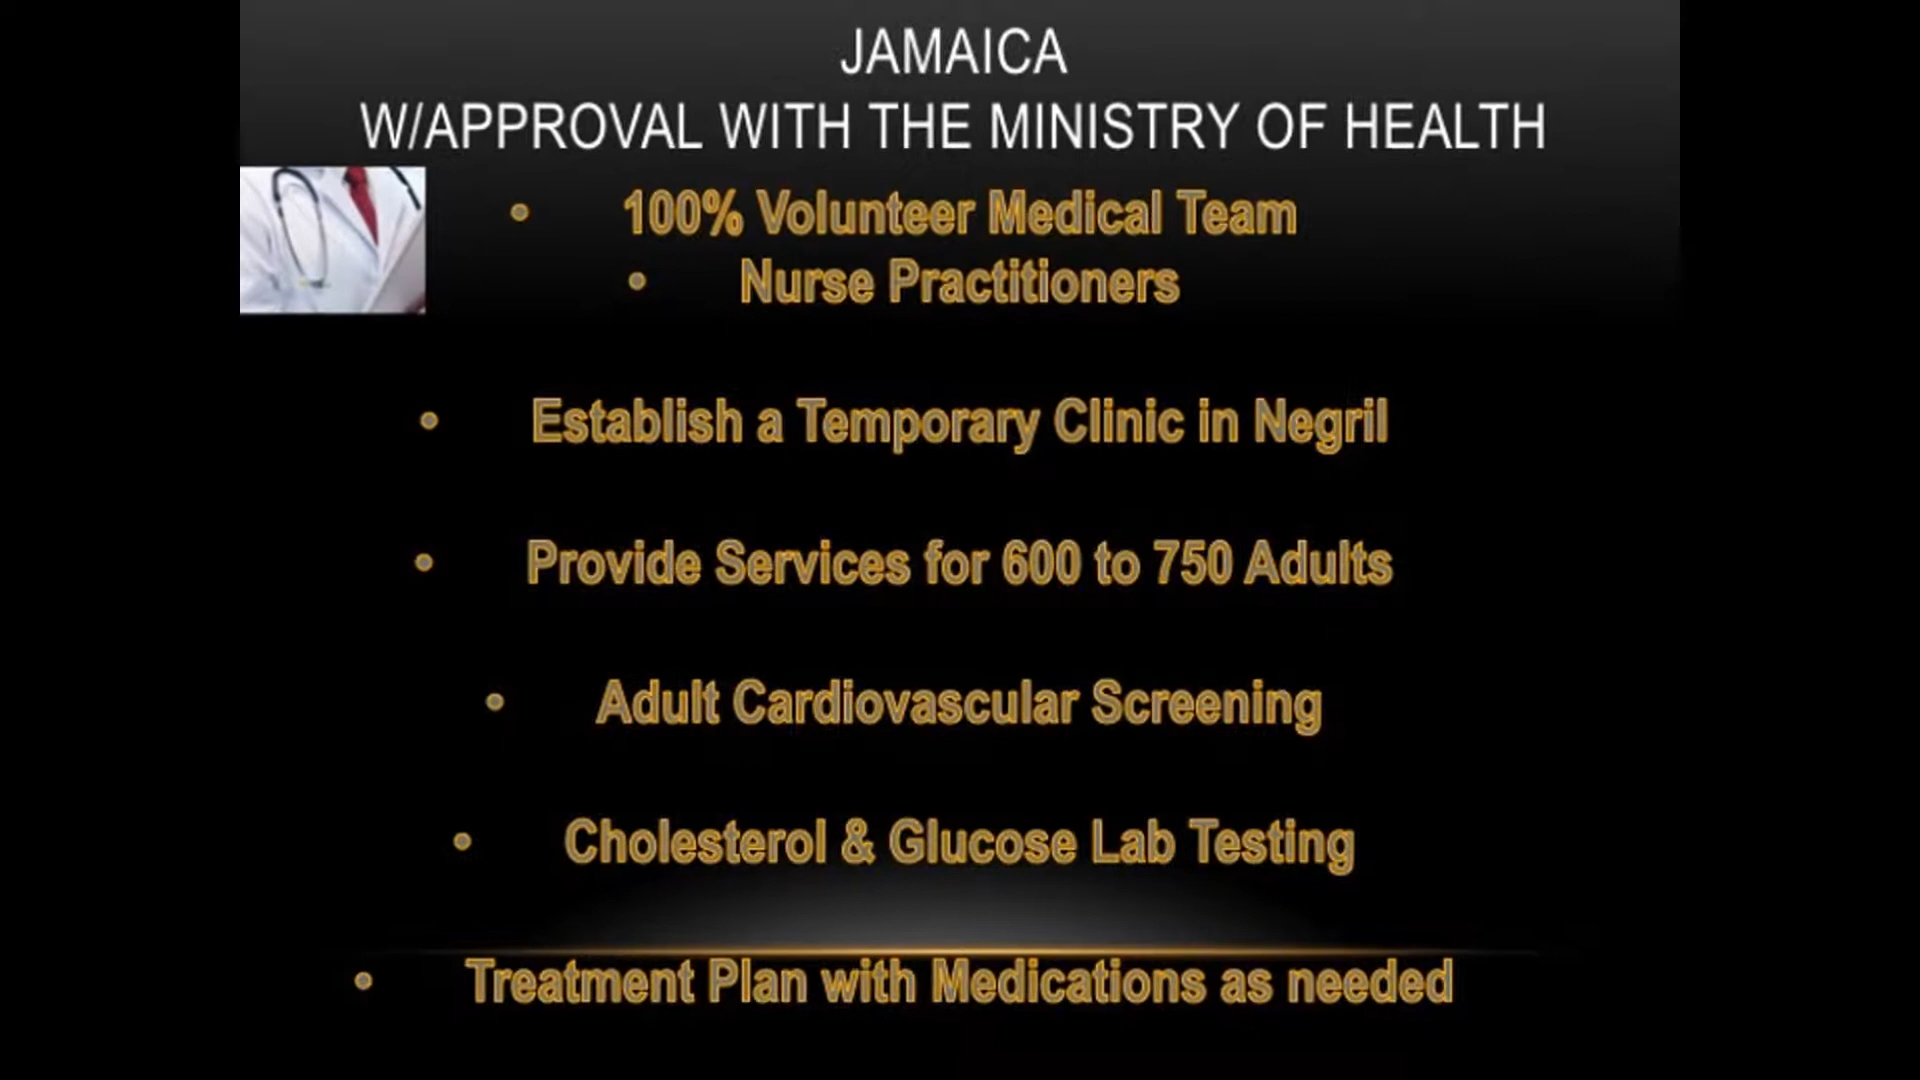 JAMAICA
W/APPROVAL WITH THE MINISTRY OF HEALTH
• 100% Volunteer Medical Team
• Nurse Practitioners
• Establish a Temporary Clinic in Negril
• Provide Services for 600 to 750 Adults
• Adult Cardiovascular Screening
• Cholesterol & Glucose Lab Testing
• Treatment Plan with Medications as needed